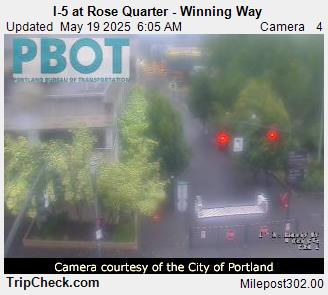 I-5 at Rose Quarter - Winning Way
Updated May 19 2025 6:05 AM Camera 4
PBOT
PORTLAND BUREAU OF TRANSPORTATION
Camera courtesy of the City of Portland
TripCheck.com Milepost302.00